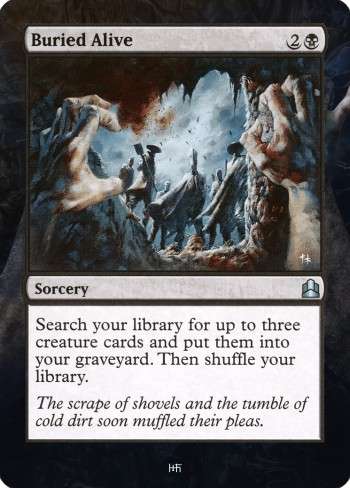 Buried Alive 2
Sorcery
Search your library for up to three
creature cards and put them into
your graveyard. Then shuffle your
library.
The scrape of shovels and the tumble of
cold dirt soon muffled their pleas.